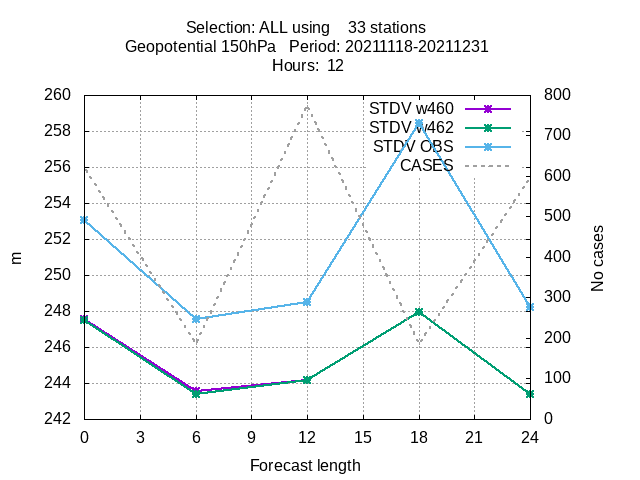 Selection: ALL using    33 stations
Geopotential 150hPa   Period: 20211118-20211231
Hours:  12
260
258
256
254
252
250
248
246
244
242
800
700
600
500
400
300
200
100
0
STDV w460
STDV w462
STDV OBS
CASES
m
No cases
0 3 6 9 12 15 18 21 24
Forecast length